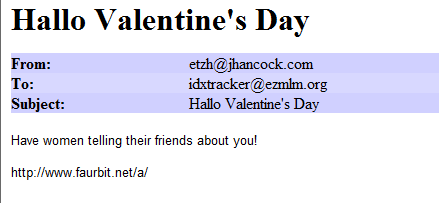 Hallo Valentine's Day
From: etzh@jhancock.com
To: idxtracker@ezmlm.org
Subject: Hallo Valentine's Day
Have women telling their friends about you!
http://www.faurbit.net/a/